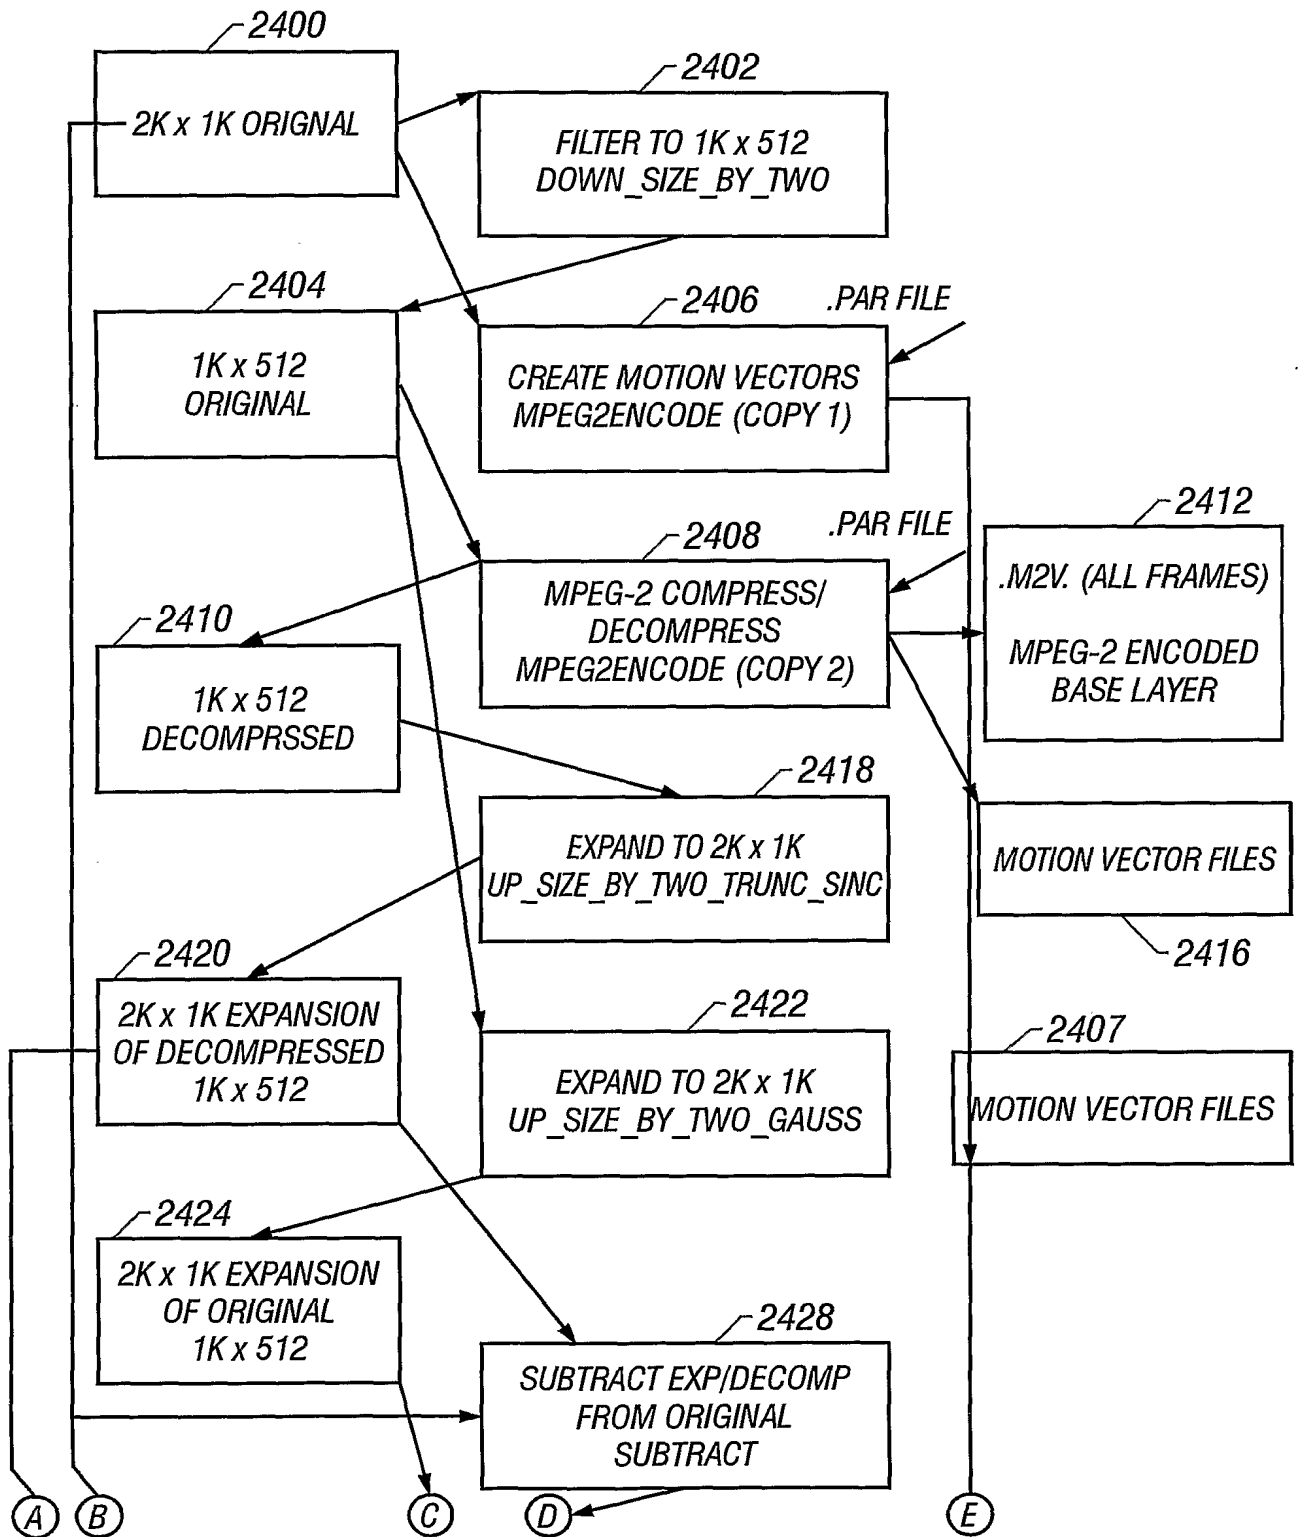 2400
2K x 1K ORIGNAL
2402
FILTER TO 1K x 512
DOWN_SIZE_BY_TWO
2404
1K x 512
ORIGINAL
2406
.PAR FILE
CREATE MOTION VECTORS
MPEG2ENCODE (COPY 1)
2408
.PAR FILE
MPEG-2 COMPRESS/
DECOMPRESS
MPEG2ENCODE (COPY 2)
2412
.M2V. (ALL FRAMES)
MPEG-2 ENCODED
BASE LAYER
2410
1K x 512
DECOMPRSSED
2418
EXPAND TO 2K x 1K
UP_SIZE_BY_TWO_TRUNC_SINC
MOTION VECTOR FILES
2416
2420
2K x 1K EXPANSION
OF DECOMPRESSED
1K x 512
2422
EXPAND TO 2K x 1K
UP_SIZE_BY_TWO_GAUSS
2407
MOTION VECTOR FILES
2424
2K x 1K EXPANSION
OF ORIGINAL
1K x 512
2428
SUBTRACT EXP/DECOMP
FROM ORIGINAL
SUBTRACT
A
B
C
D
E